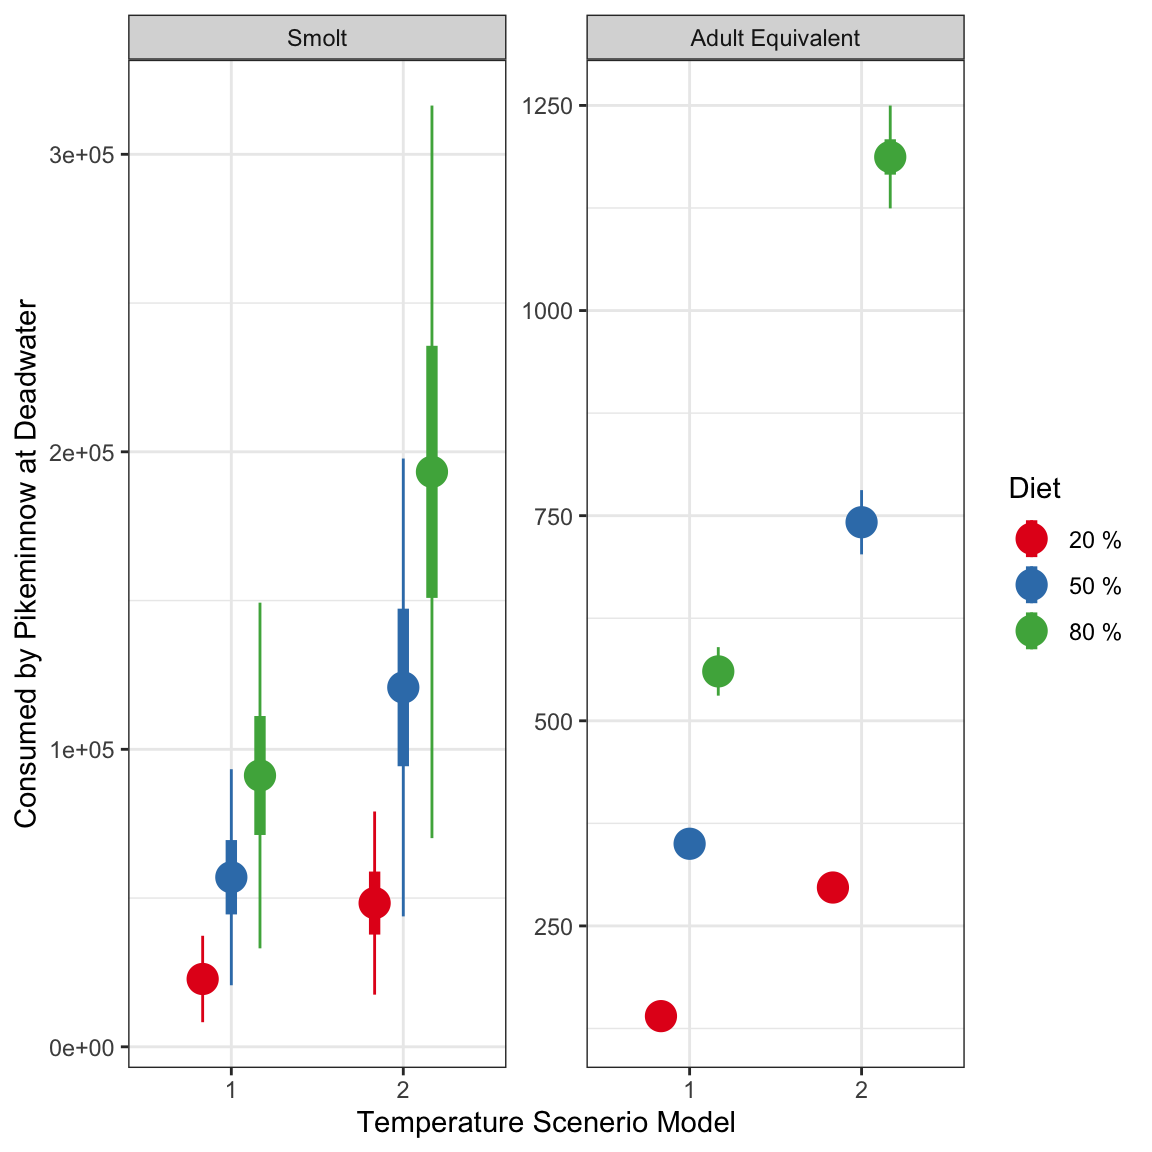 Smolt
Adult Equivalent
Consumed by Pikeminnow at Deadwater
3e+05
2e+05
1e+05
0e+00
1250
1000
750
500
250
1
2
1
2
Temperature Scenerio Model
Diet
20 %
50 %
80 %